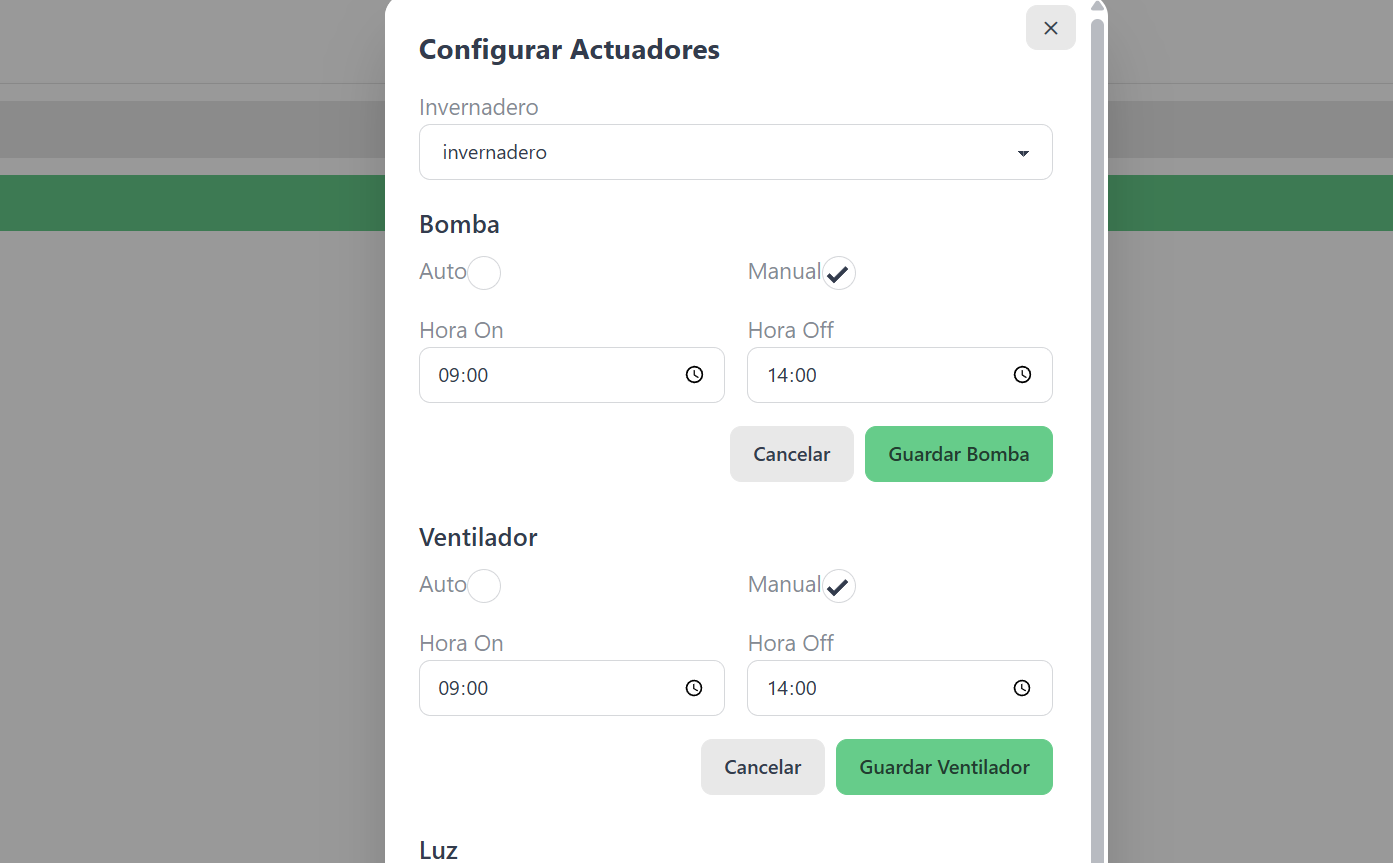 Configurar Actuadores
Invernadero
invernadero
Bomba
Auto Manual
Hora On Hora Off
09:00 14:00
Cancelar Guardar Bomba
Ventilador
Auto Manual
Hora On Hora Off
09:00 14:00
Cancelar Guardar Ventilador
Luz